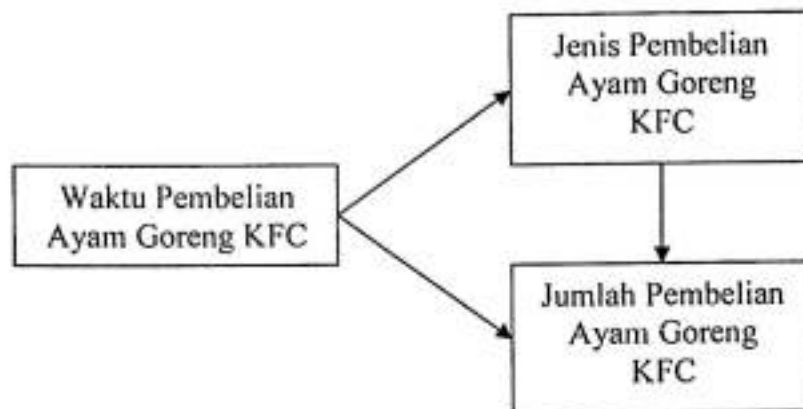 Jenis Pembelian
Ayam Goreng
KFC
Waktu Pembelian
Ayam Goreng KFC
Jumlah Pembelian
Ayam Goreng
KFC